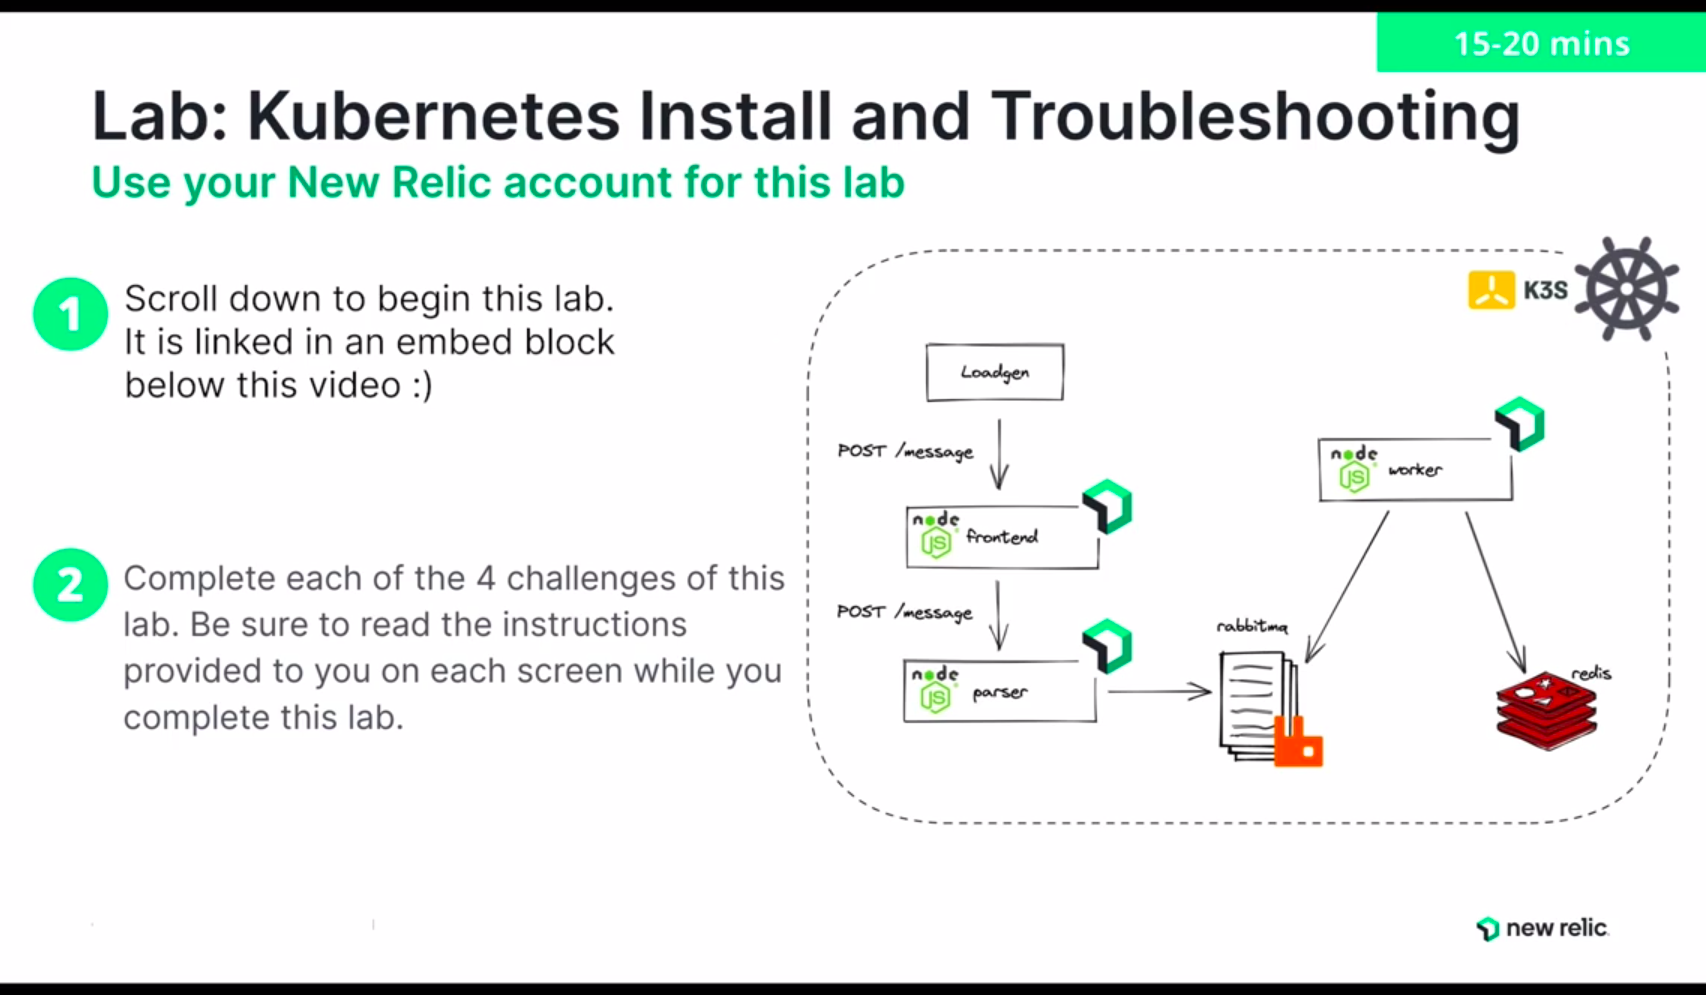 15-20 mins
Lab: Kubernetes Install and Troubleshooting
Use your New Relic account for this lab
1
Scroll down to begin this lab.
It is linked in an embed block
below this video :)
2
Complete each of the 4 challenges of this
lab. Be sure to read the instructions
provided to you on each screen while you
complete this lab.
K3S
Loadgen
POST /message
node
JS
frontend
POST /message
node
JS
parser
node
JS
worker
rabbitmq
redis
new relic